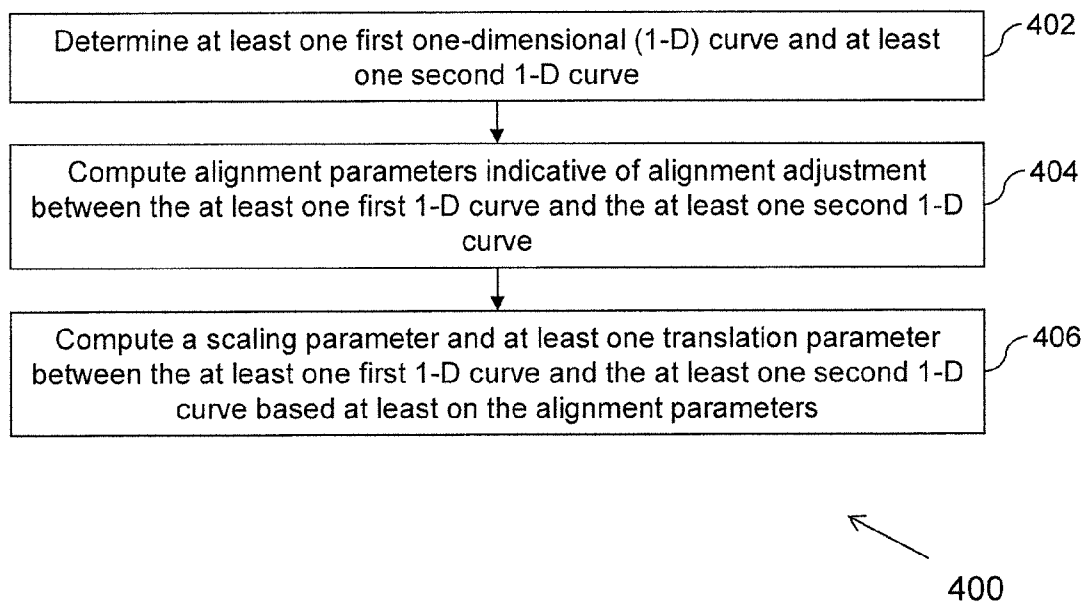 Determine at least one first one-dimensional (1-D) curve and at least
one second 1-D curve
402
Compute alignment parameters indicative of alignment adjustment
between the at least one first 1-D curve and the at least one second 1-D
curve
404
Compute a scaling parameter and at least one translation parameter
between the at least one first 1-D curve and the at least one second 1-D
curve based at least on the alignment parameters
406
400